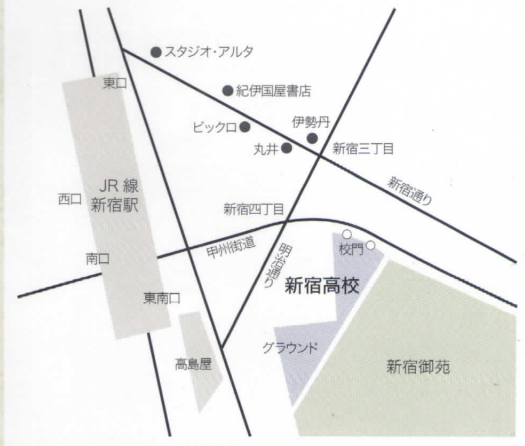 スタジオ・アルタ
東口
紀伊国屋書店
ビックロ
伊勢丹
丸井
新宿三丁目
新宿通り
JR 線
新宿駅
西口
新宿四丁目
甲州街道
明治通り
校門
南口
新宿高校
東南口
グラウンド
高島屋
新宿御苑